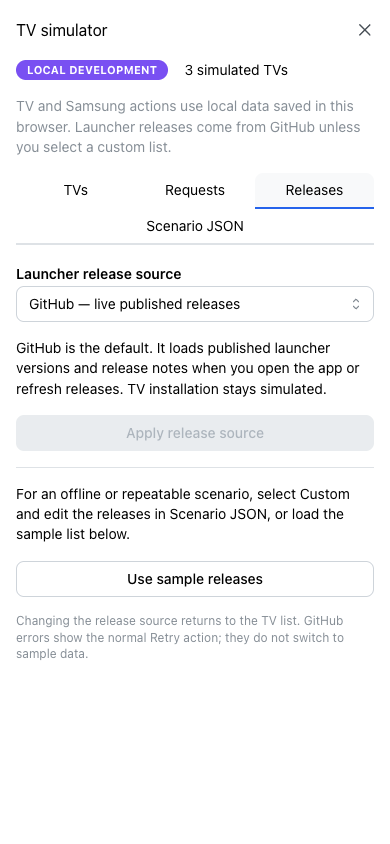 TV simulator
LOCAL DEVELOPMENT 3 simulated TVs
TV and Samsung actions use local data saved in this
browser. Launcher releases come from GitHub unless
you select a custom list.
TVs Requests Releases
Scenario JSON
Launcher release source
GitHub — live published releases
GitHub is the default. It loads published launcher
versions and release notes when you open the app or
refresh releases. TV installation stays simulated.
Apply release source
For an offline or repeatable scenario, select Custom
and edit the releases in Scenario JSON, or load the
sample list below.
Use sample releases
Changing the release source returns to the TV list. GitHub
errors show the normal Retry action; they do not switch to
sample data.